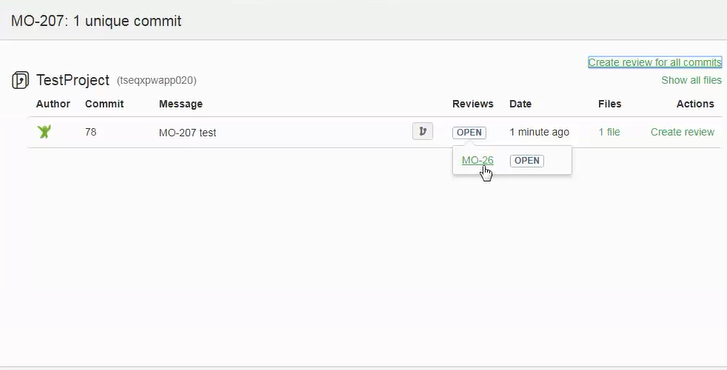 MO-207: 1 unique commit
Create review for all commits
TestProject (tseqxpwapp020)
Show all files
Author Commit Message Reviews Date Files Actions
78 MO-207 test OPEN 1 minute ago 1 file Create review
MO-26 OPEN